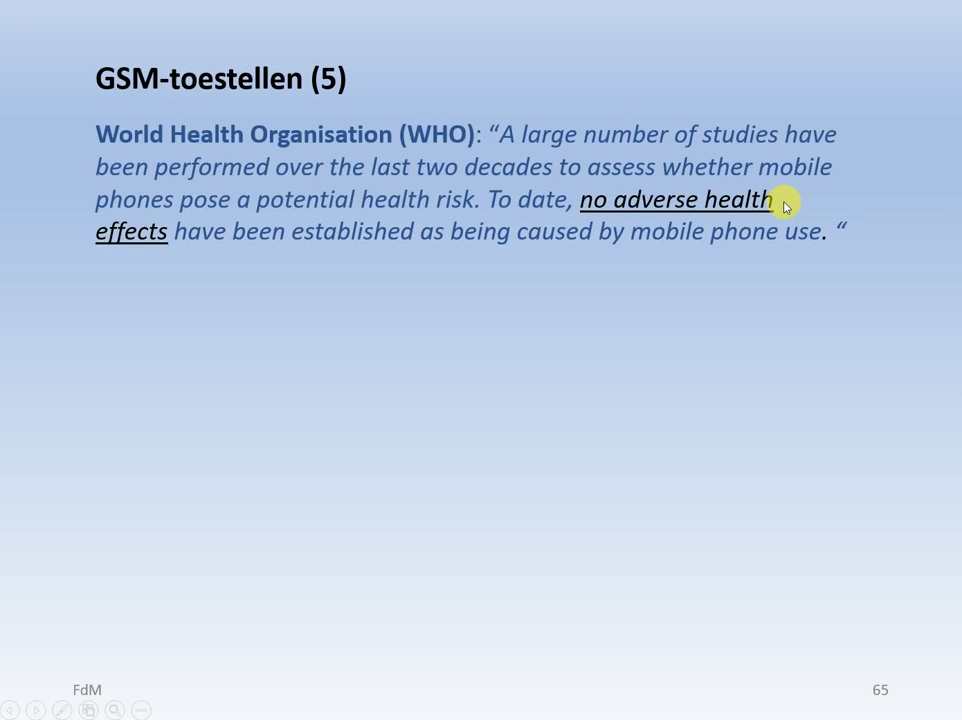 GSM-toestellen (5)
World Health Organisation (WHO): “A large number of studies have
been performed over the last two decades to assess whether mobile
phones pose a potential health risk. To date, no adverse health
effects have been established as being caused by mobile phone use. “
FdM
65